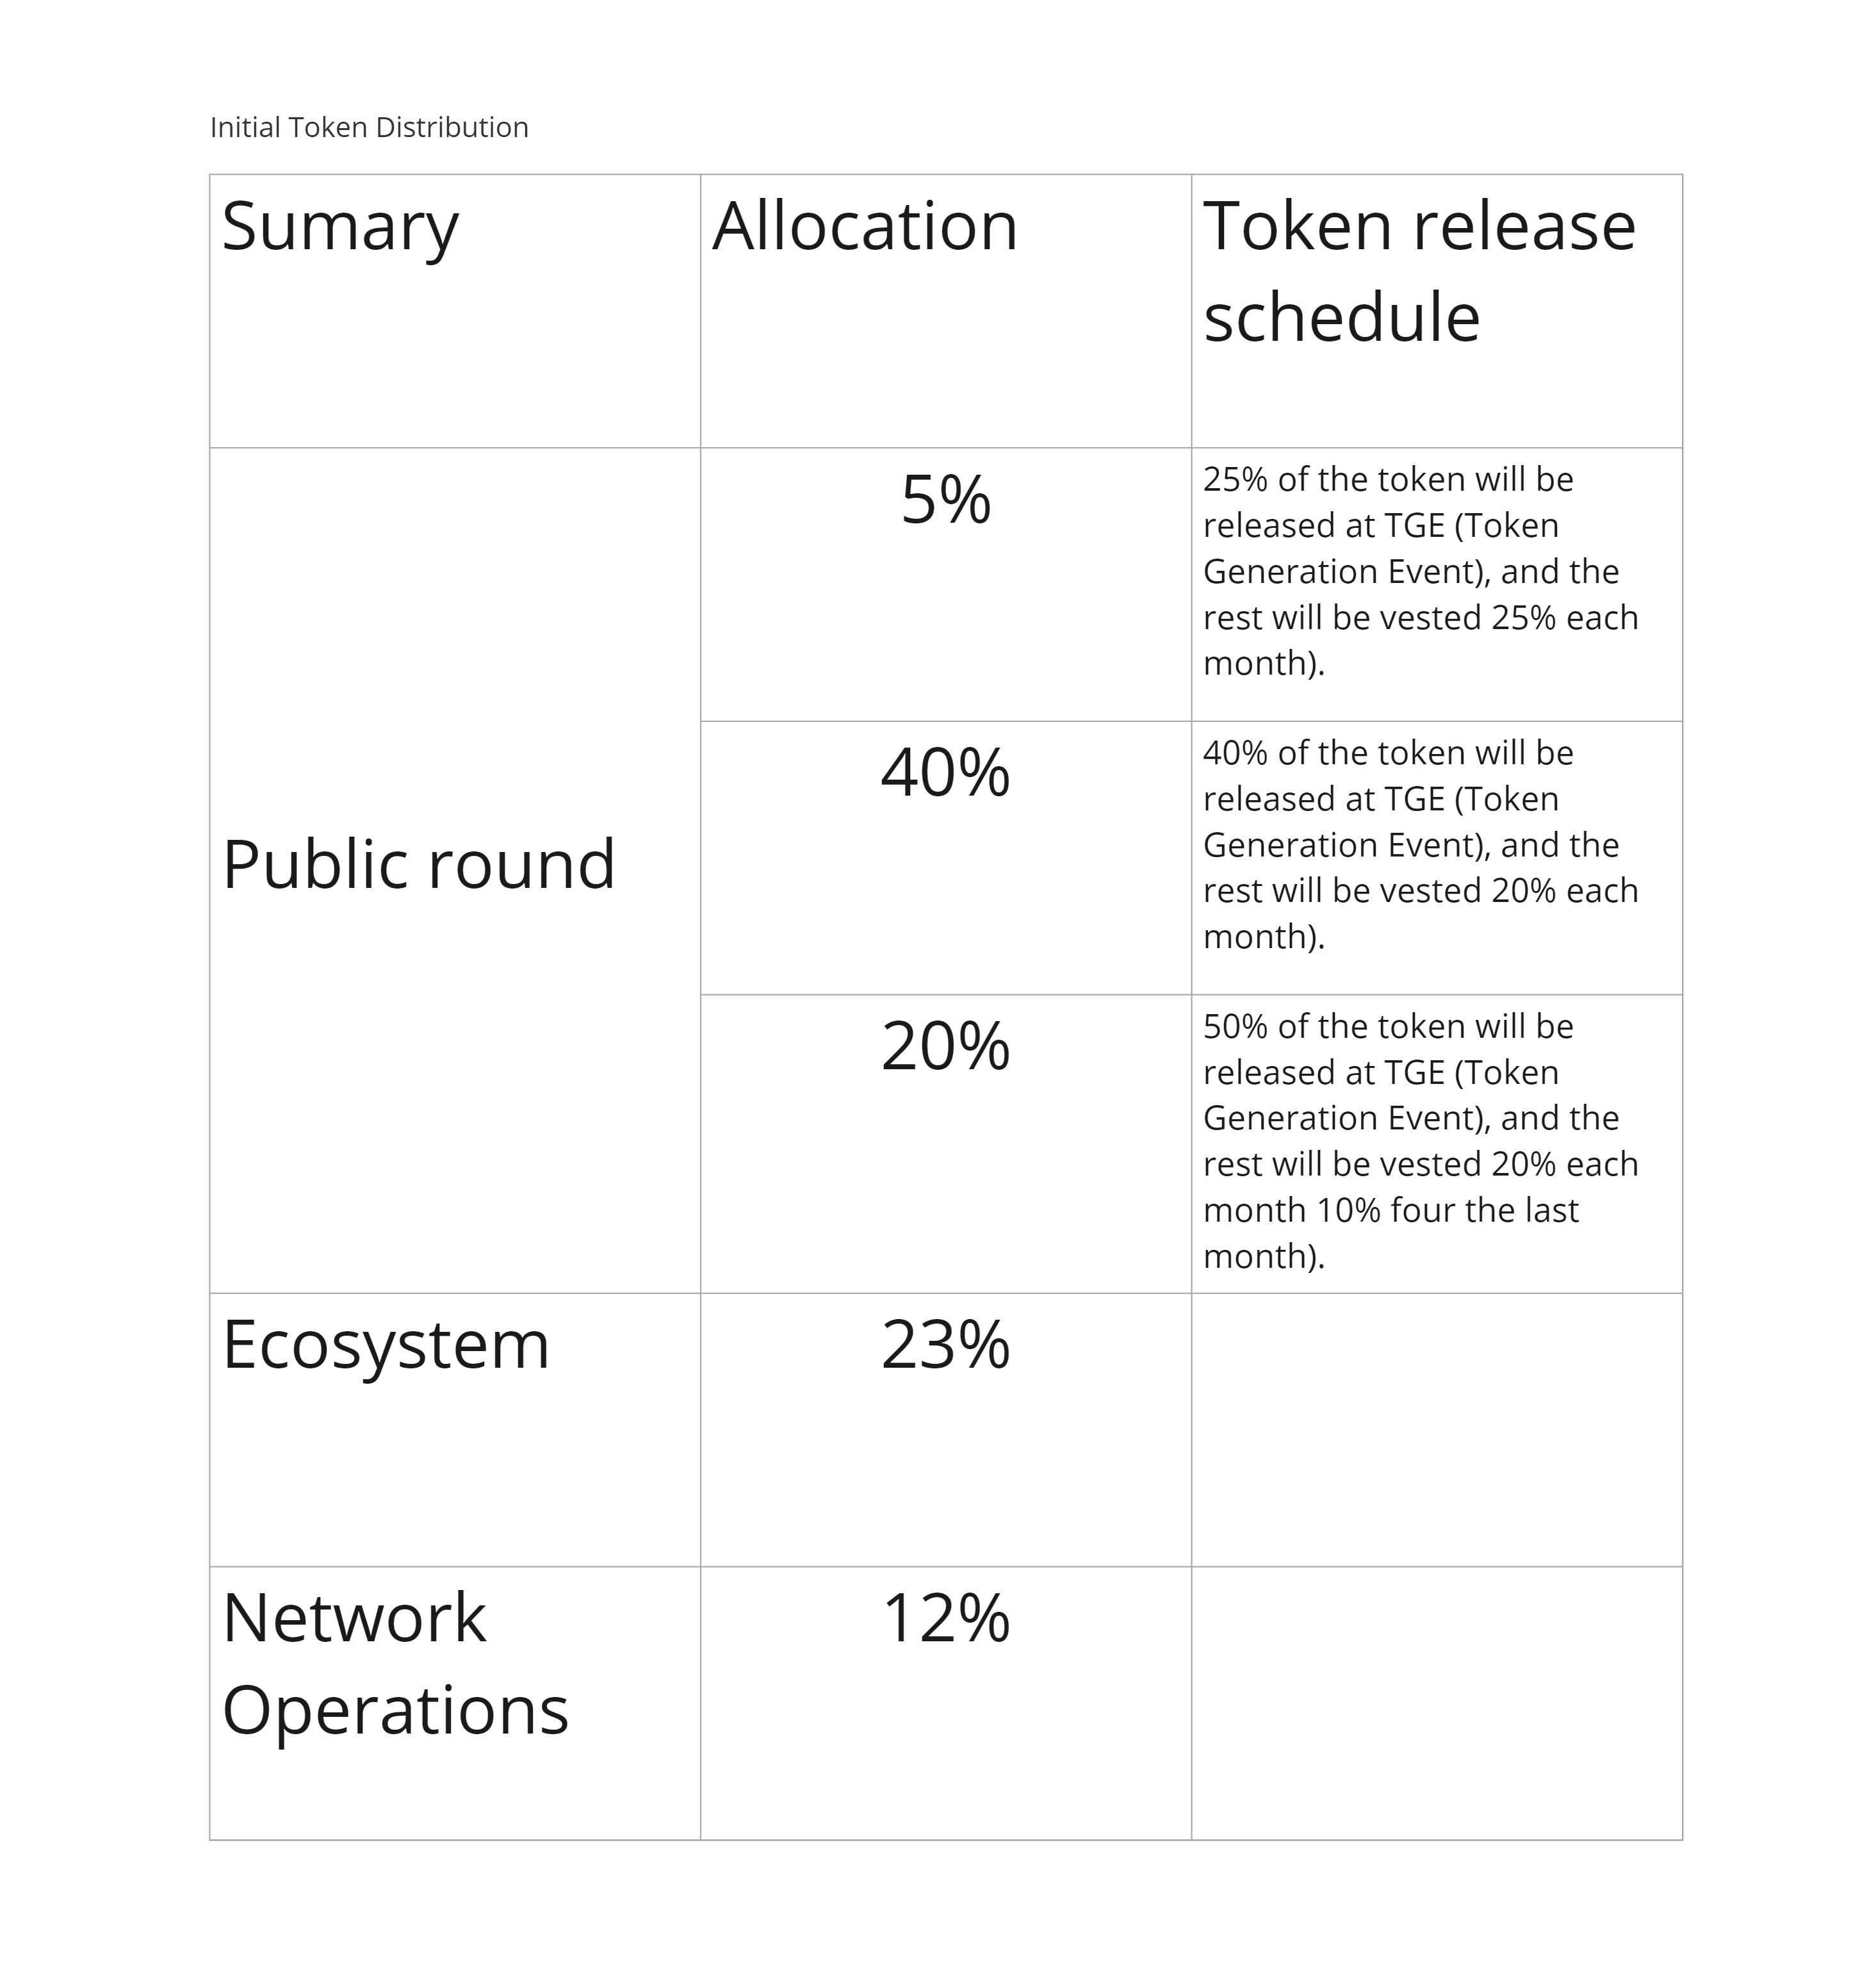 Initial Token Distribution
Sumary
Allocation
Token release
schedule
Public round
5%
25% of the token will be
released at TGE (Token
Generation Event), and the
rest will be vested 25% each
month).
40%
40% of the token will be
released at TGE (Token
Generation Event), and the
rest will be vested 20% each
month).
20%
50% of the token will be
released at TGE (Token
Generation Event), and the
rest will be vested 20% each
month 10% four the last
month).
Ecosystem
23%
Network
Operations
12%